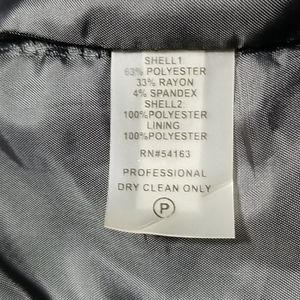 SHELL1
63% POLYESTER
33% RAYON
4% SPANDEX
SHELL2
100%POLYESTER
LINING
100%POLYESTER
RN#54163
PROFESSIONAL
DRY CLEAN ONLY
P